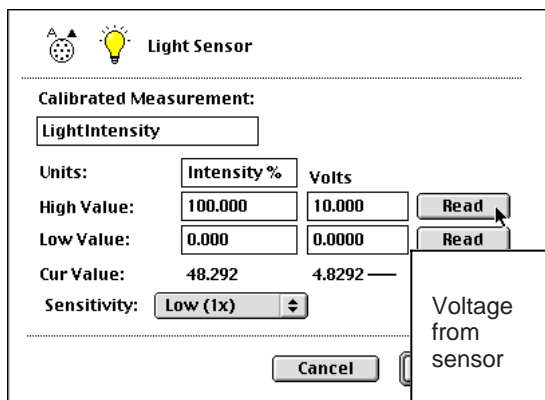 A
Light Sensor
Calibrated Measurement:
LightIntensity
Units: Intensity % Volts
High Value: 100.000 10.000 Read
Low Value: 0.000 0.0000 Read
Cur Value: 48.292 4.8292
Sensitivity: Low (1x)
Voltage
from
sensor
Cancel